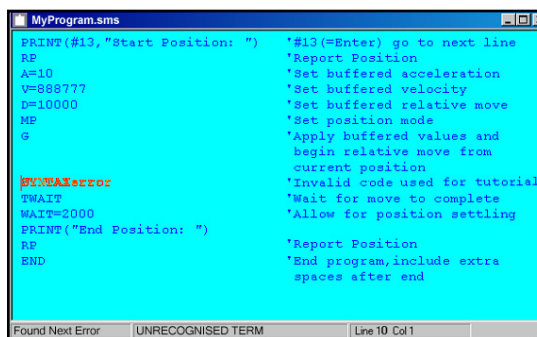 MyProgram.sms
PRINT(#13,"Start Position: ") '#13(=Enter) go to next line
RP 'Report Position
A=10 'Set buffered acceleration
V=888777 'Set buffered velocity
D=10000 'Set buffered relative move
MP 'Set position mode
G 'Apply buffered values and
begin relative move from
current position
SYNTAXerror 'Invalid code used for tutorial
TWAIT 'Wait for move to complete
WAIT=2000 'Allow for position settling
PRINT("End Position: ")
RP 'Report Position
END 'End program,include extra
spaces after end
Found Next Error UNRECOGNISED TERM Line 10 Col 1